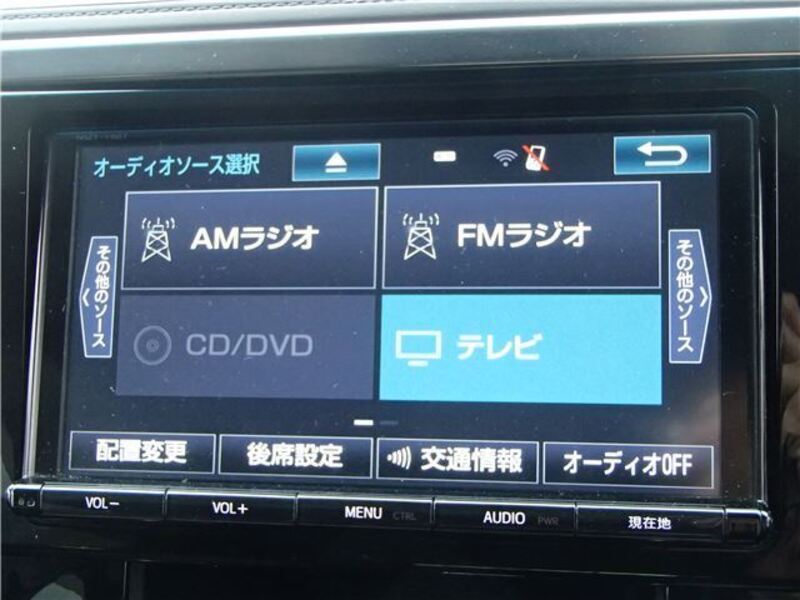 オーディオソース選択
AMラジオ
FMラジオ
その他のソース
その他のソース
CD/DVD
テレビ
配置変更
後席設定
交通情報
オーディオOFF
VOL−
VOL+
MENU CTRL
AUDIO PWR
現在地